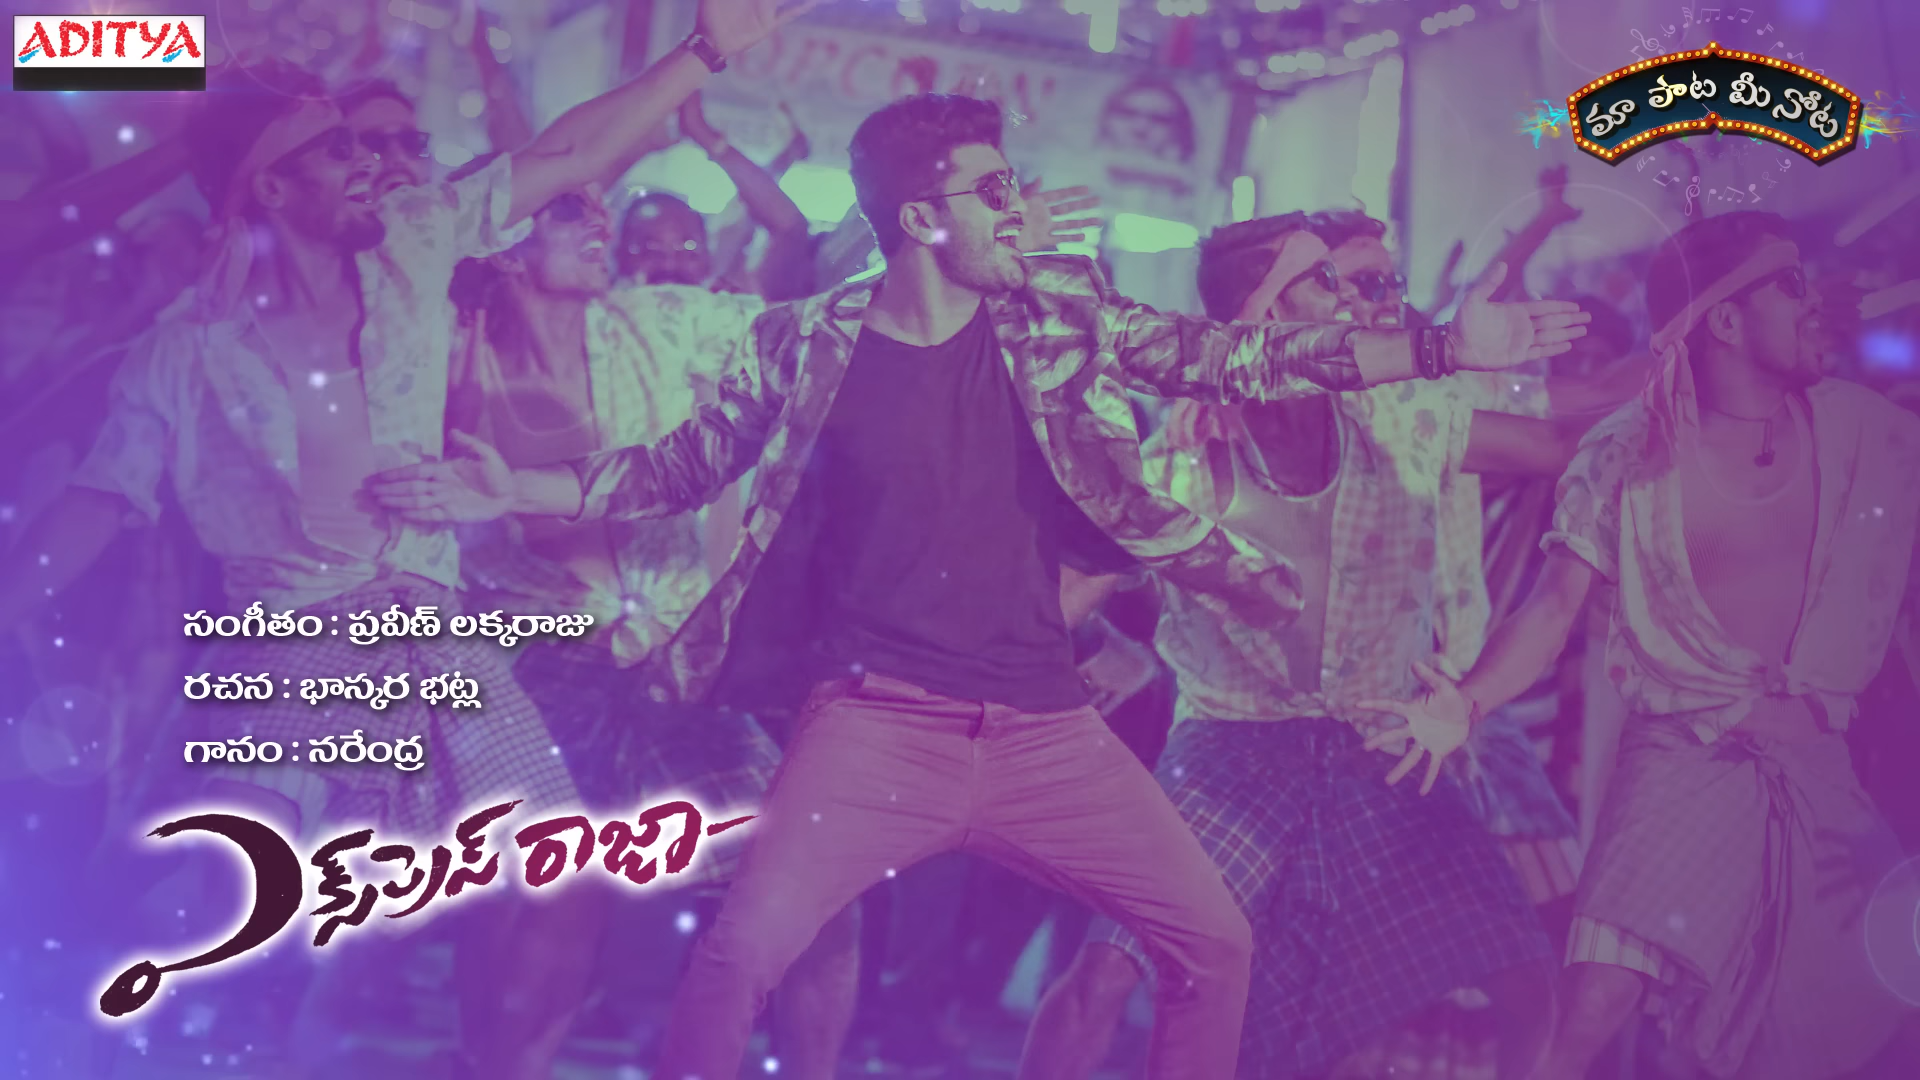 ADITYA
మా పాట మీ నోట
సంగీతం : ప్రవీణ్ లక్కరాజు
రచన : భాస్కర భట్ల
గానం : నరేంద్ర
ఎక్స్‌ప్రెస్ రాజా